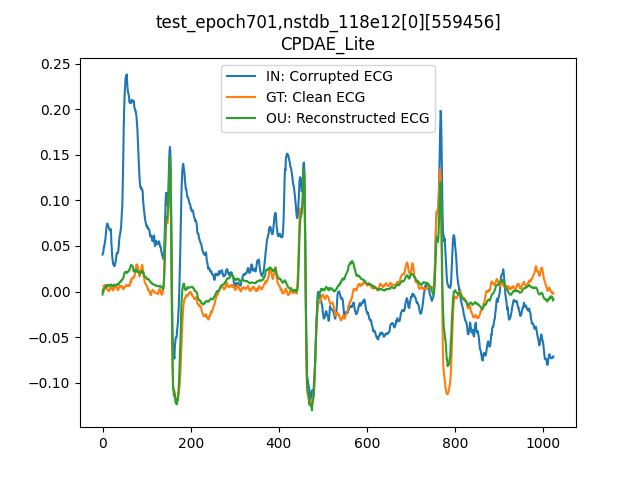 test_epoch701,nstdb_118e12[0][559456]
CPDAE_Lite
IN: Corrupted ECG
GT: Clean ECG
OU: Reconstructed ECG
0.25
0.20
0.15
0.10
0.05
0.00
−0.05
−0.10
0 200 400 600 800 1000